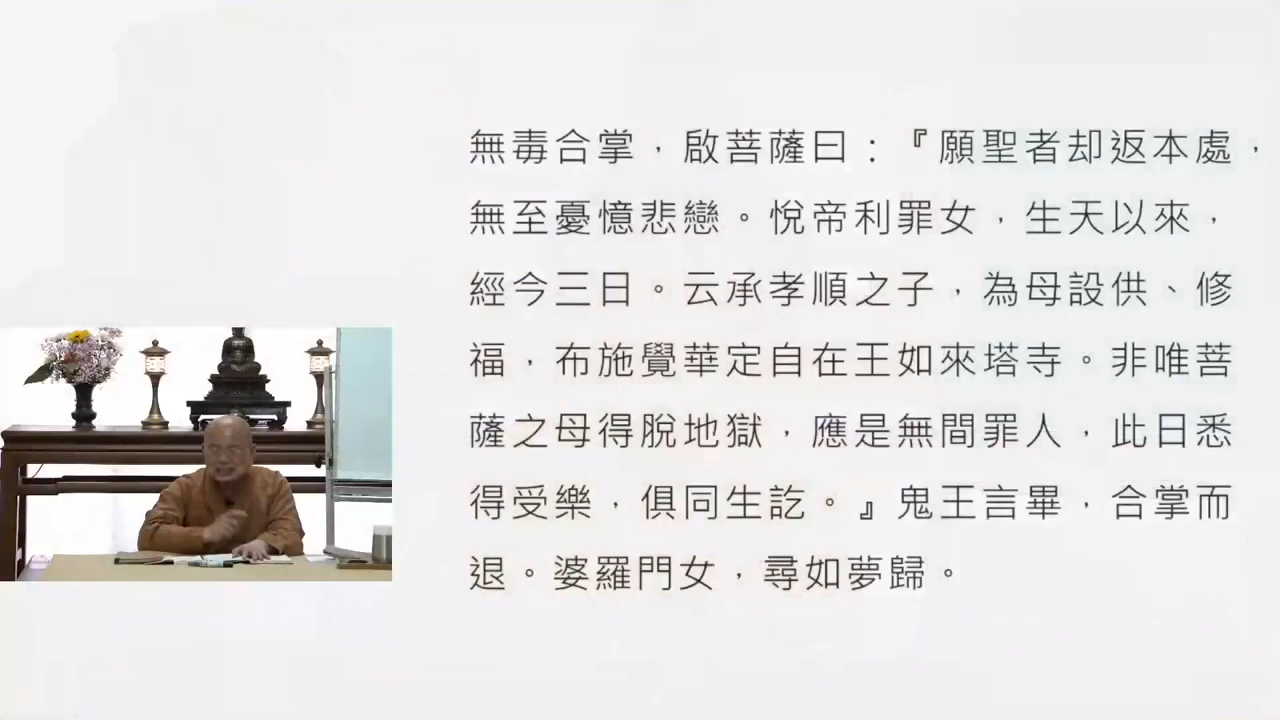 無毒合掌，啟菩薩曰：『願聖者却返本處，
無至憂憶悲戀。悅帝利罪女，生天以來，
經今三日。云承孝順之子，為母設供、修
福，布施覺華定自在王如來塔寺。非唯菩
薩之母得脫地獄，應是無間罪人，此日悉
得受樂，俱同生訖。』鬼王言畢，合掌而
退。婆羅門女，尋如夢歸。